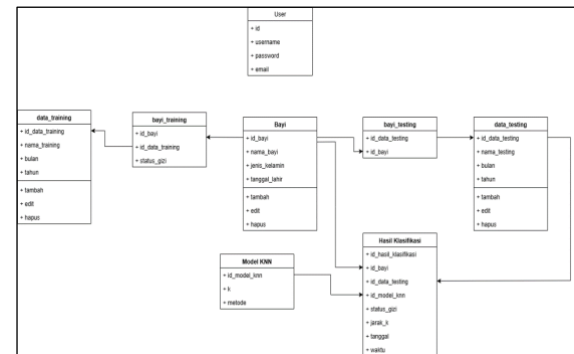 User
+ id
+ username
+ password
+ email
data_training
+ id_data_training
+ nama_training
+ bulan
+ tahun
+ tambah
+ edit
+ hapus
bayi_training
+ id_bayi
+ id_data_training
+ status_gizi
Bayi
+ id_bayi
+ nama_bayi
+ jenis_kelamin
+ tanggal_lahir
+ tambah
+ edit
+ hapus
bayi_testing
+ id_data_testing
+ id_bayi
data_testing
+ id_data_testing
+ nama_testing
+ bulan
+ tahun
+ tambah
+ edit
+ hapus
Model KNN
+ id_model_knn
+ k
+ metode
Hasil Klasifikasi
+ id_hasil_klasifikasi
+ id_bayi
+ id_data_testing
+ id_model_knn
+ status_gizi
+ jarak_k
+ tanggal
+ waktu